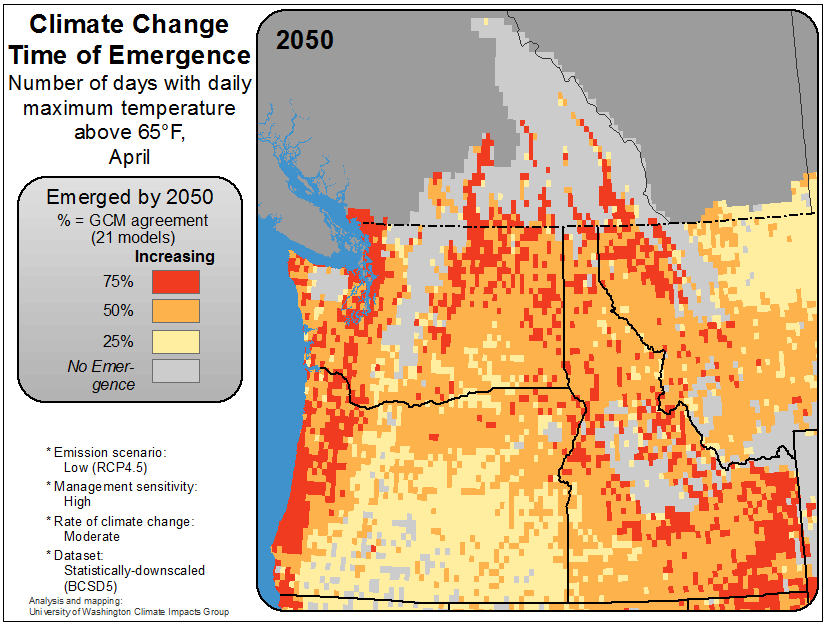 Climate Change
Time of Emergence
Number of days with daily
maximum temperature
above 65°F,
April
2050
Emerged by 2050
% = GCM agreement
(21 models)
Increasing
75%
50%
25%
No Emer-
gence
* Emission scenario:
Low (RCP4.5)
* Management sensitivity:
High
* Rate of climate change:
Moderate
* Dataset:
Statistically-downscaled
(BCSD5)
Analysis and mapping:
University of Washington Climate Impacts Group